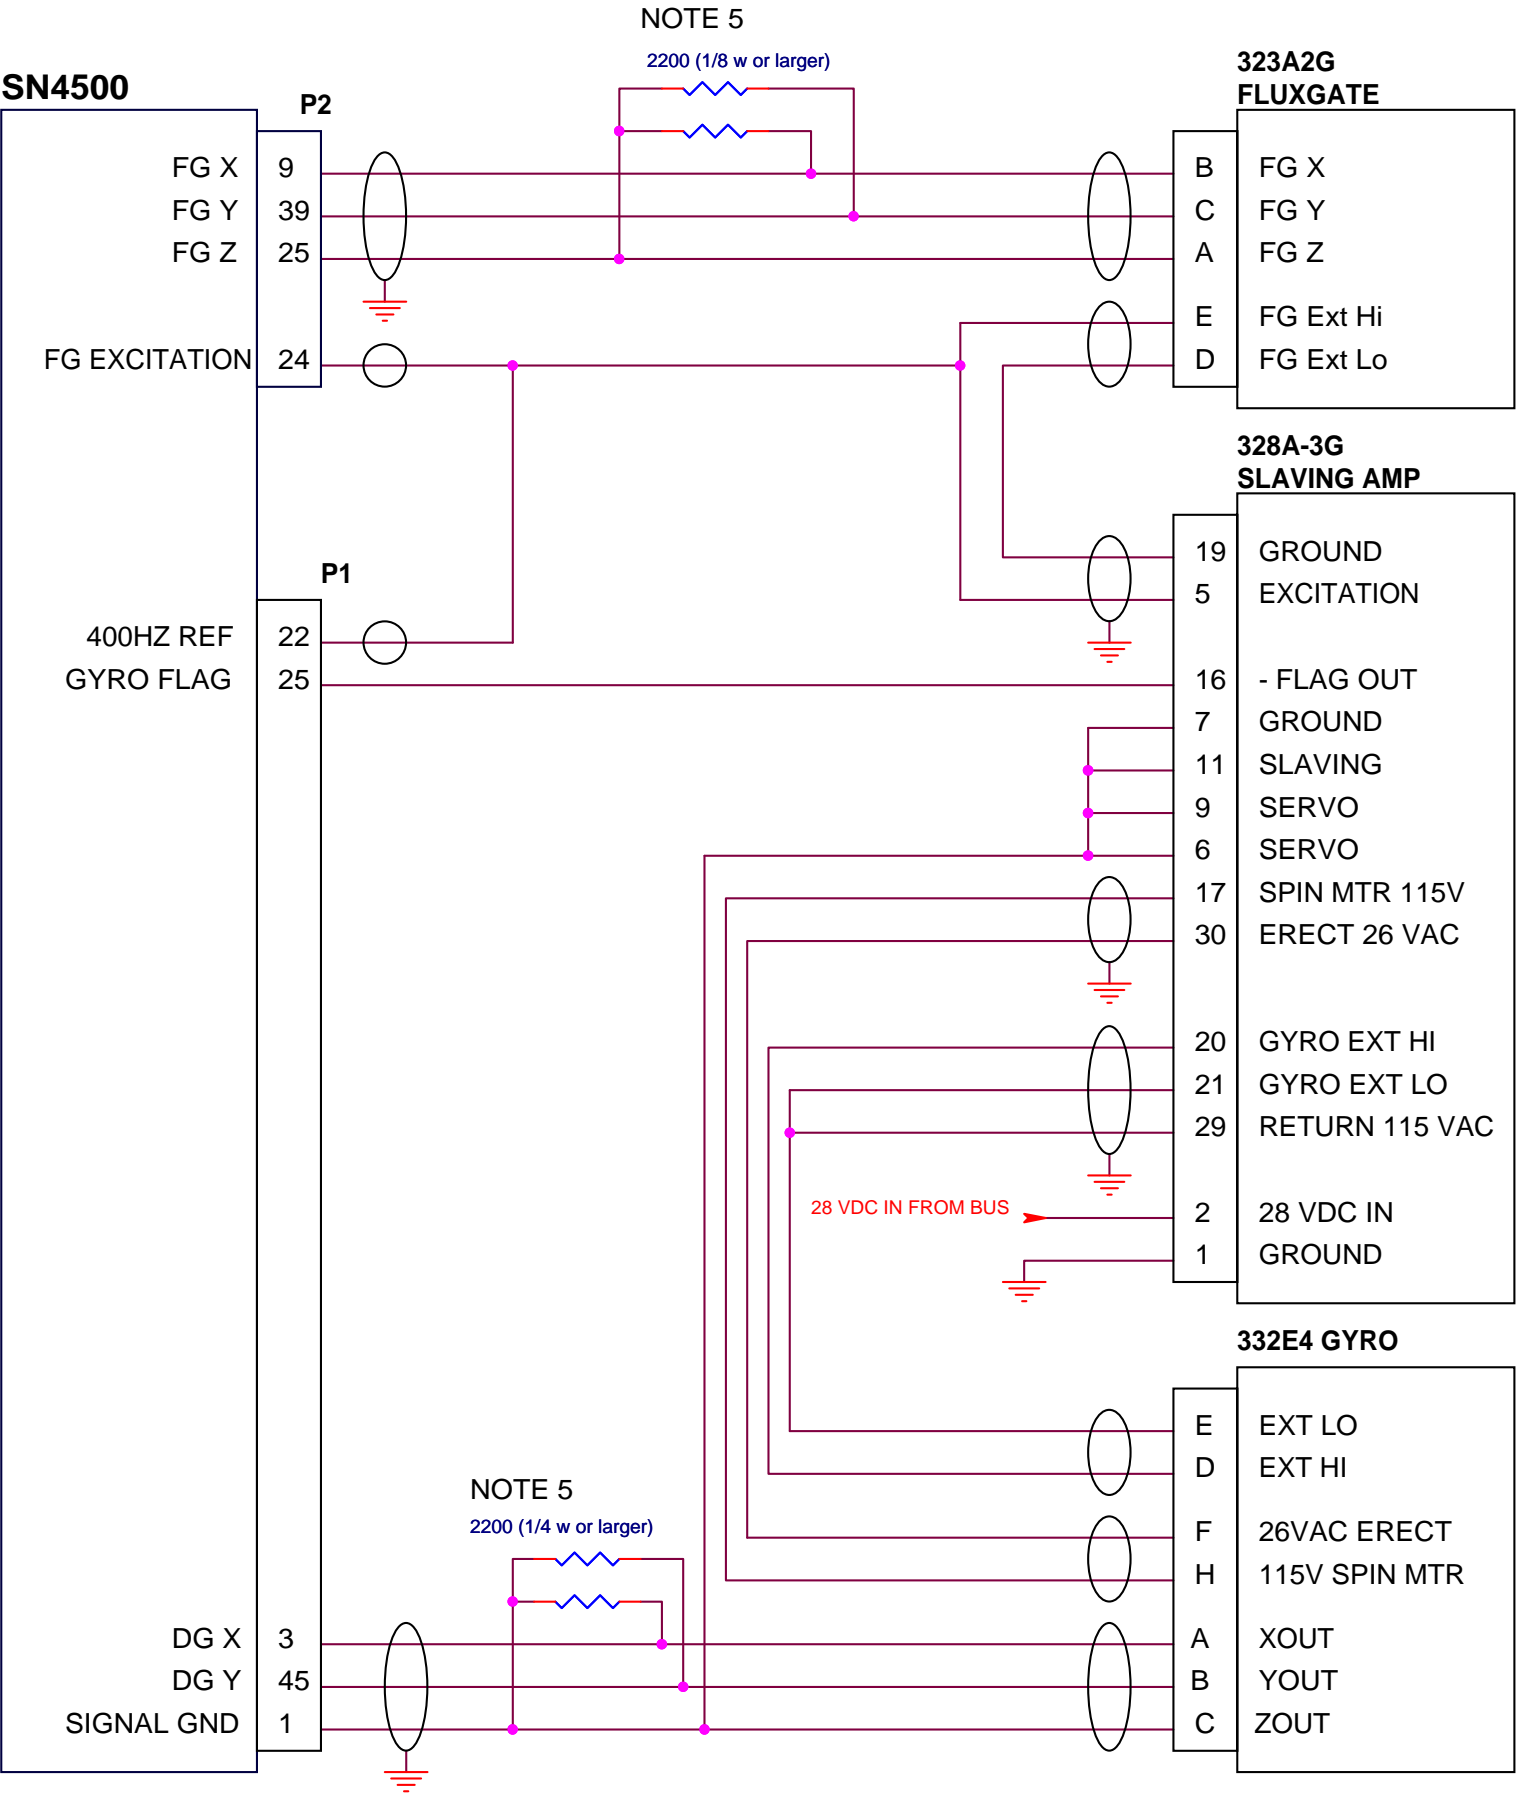 NOTE 5
2200 (1/8 w or larger)
SN4500
P2
FG X 9
FG Y 39
FG Z 25
FG EXCITATION 24
P1
400HZ REF 22
GYRO FLAG 25
323A2G
FLUXGATE
B FG X
C FG Y
A FG Z
E FG Ext Hi
D FG Ext Lo
328A-3G
SLAVING AMP
19 GROUND
5 EXCITATION
16 - FLAG OUT
7 GROUND
11 SLAVING
9 SERVO
6 SERVO
17 SPIN MTR 115V
30 ERECT 26 VAC
20 GYRO EXT HI
21 GYRO EXT LO
29 RETURN 115 VAC
28 VDC IN FROM BUS
2 28 VDC IN
1 GROUND
332E4 GYRO
E EXT LO
D EXT HI
F 26VAC ERECT
H 115V SPIN MTR
A XOUT
B YOUT
C ZOUT
NOTE 5
2200 (1/4 w or larger)
DG X 3
DG Y 45
SIGNAL GND 1